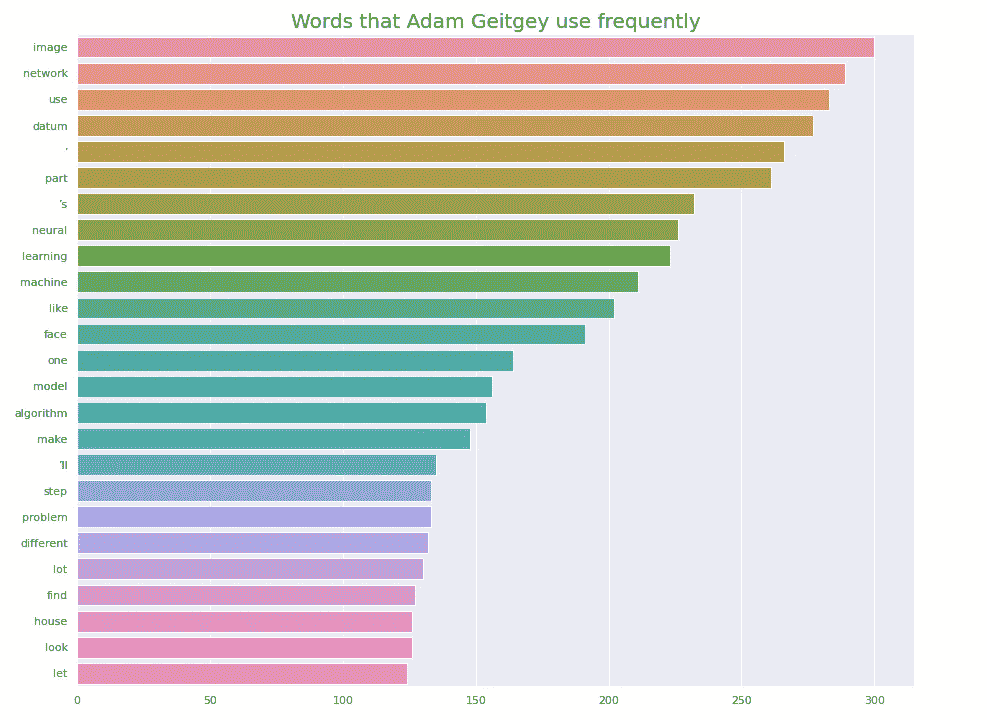 Words that Adam Geitgey use frequently
image
network
use
datum
’
part
’s
neural
learning
machine
like
face
one
model
algorithm
make
’ll
step
problem
different
lot
find
house
look
let
0 50 100 150 200 250 300